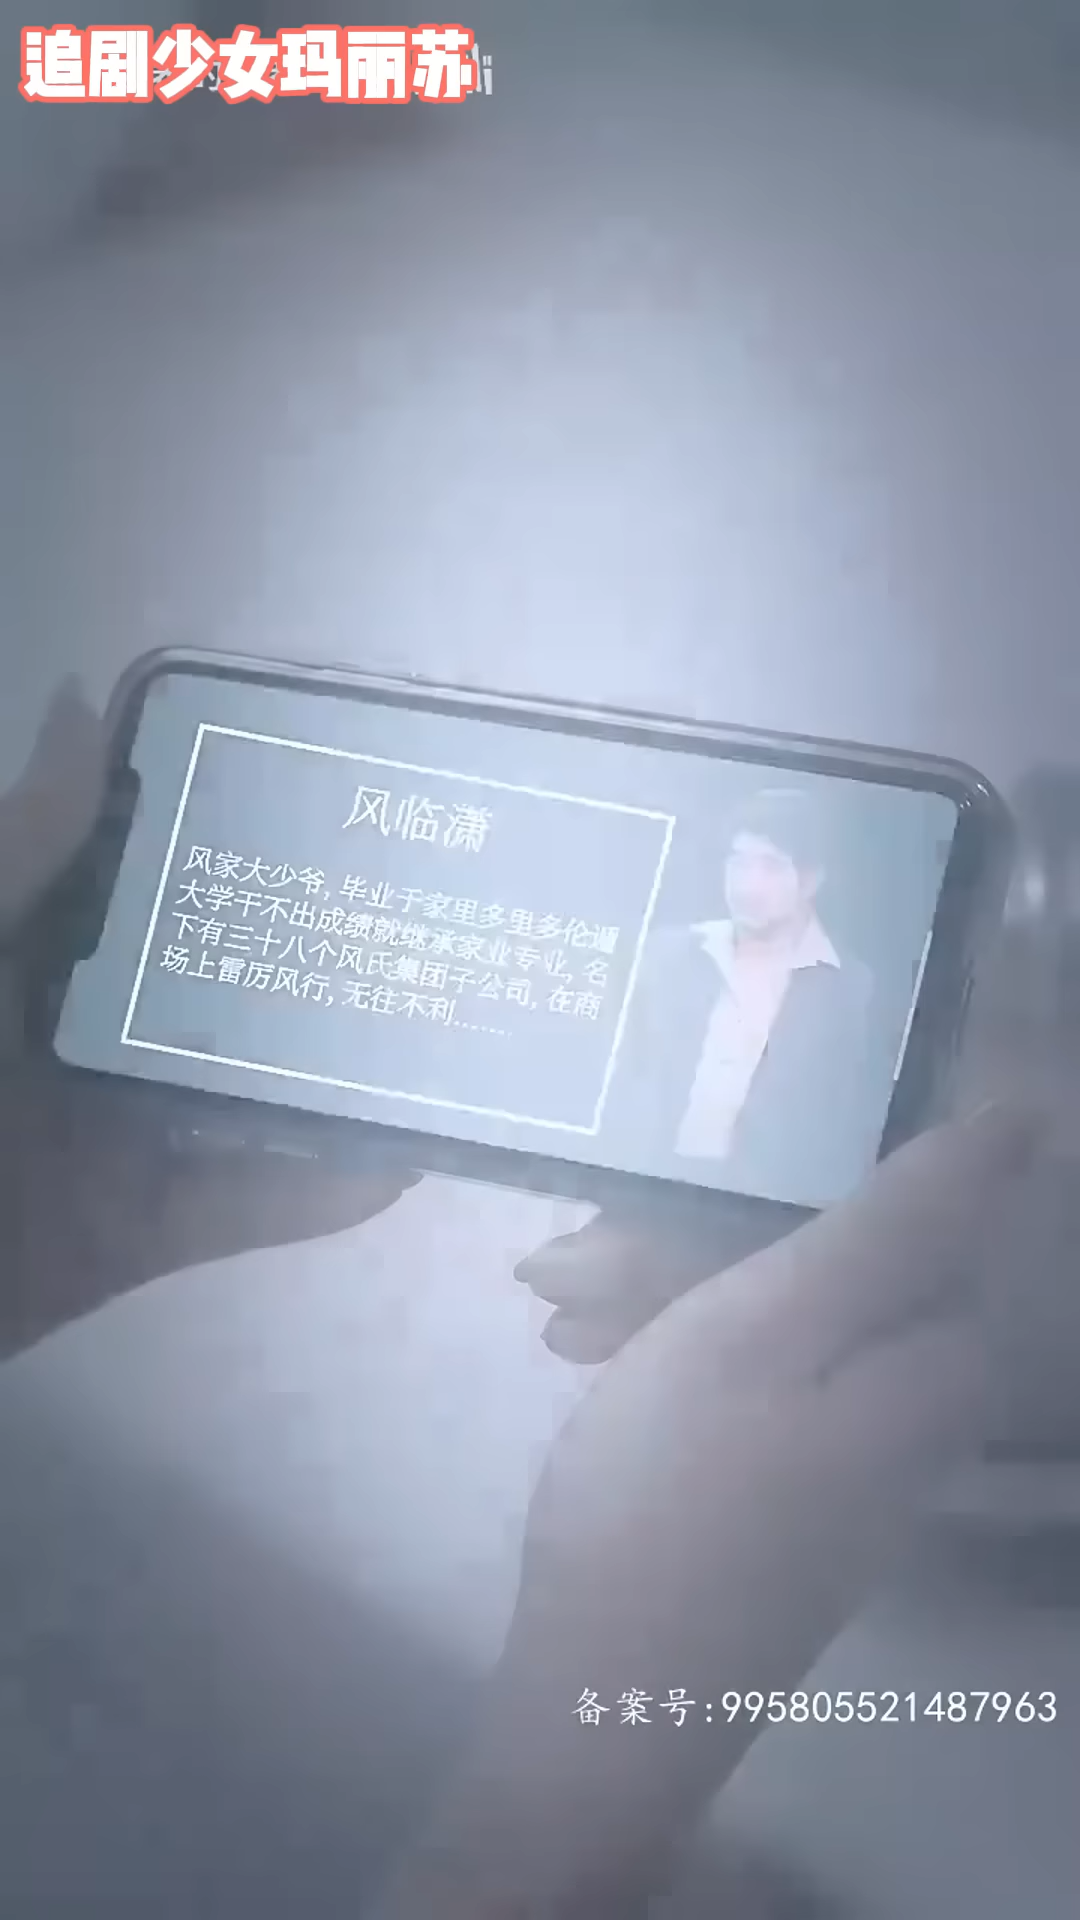 追剧少女玛丽苏
风临潇
风家大少爷，毕业于家里多里多伦道
大学干不出成绩就继承家业专业，名
下有三十八个风氏集团子公司，在商
场上雷厉风行，无往不利.......
备案号:995805521487963